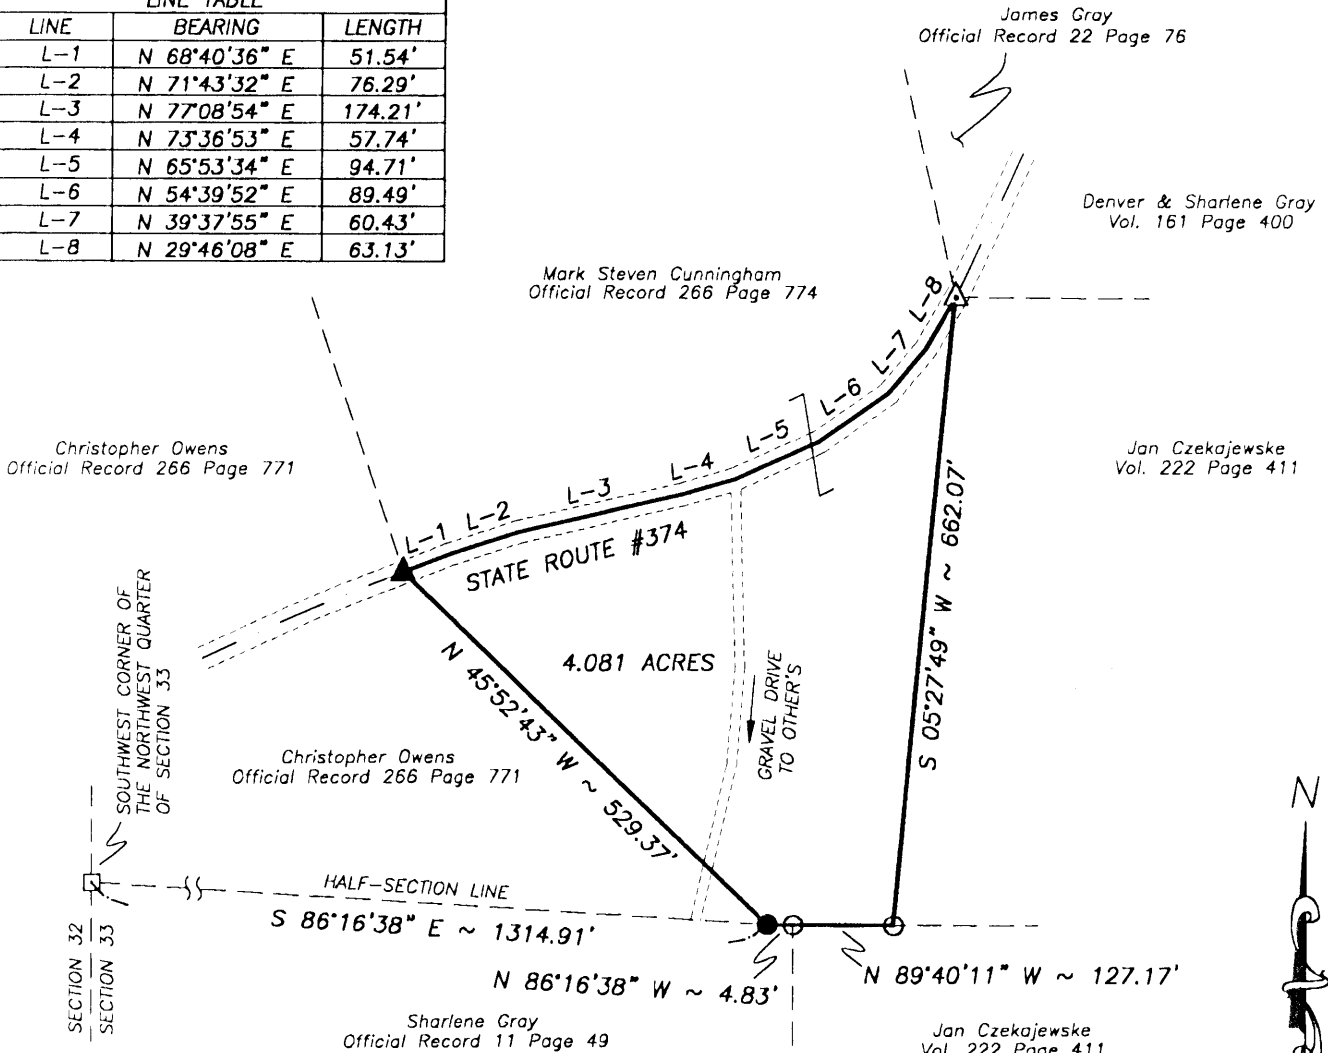 LINE TABLE
LINE BEARING LENGTH
L-1 N 68°40'36" E 51.54'
L-2 N 71°43'32" E 76.29'
L-3 N 77°08'54" E 174.21'
L-4 N 73°36'53" E 57.74'
L-5 N 65°53'34" E 94.71'
L-6 N 54°39'52" E 89.49'
L-7 N 39°37'55" E 60.43'
L-8 N 29°46'08" E 63.13'
James Gray
Official Record 22 Page 76
Denver & Sharlene Gray
Vol. 161 Page 400
Mark Steven Cunningham
Official Record 266 Page 774
L-8
L-7
L-6
L-5
L-4
L-3
L-2
L-1
Christopher Owens
Official Record 266 Page 771
Jan Czekajewske
Vol. 222 Page 411
STATE ROUTE #374
S 05°27'49" W ~ 662.07'
4.081 ACRES
N 45°52'43" W ~ 529.37'
GRAVEL DRIVE
TO OTHER'S
SOUTHWEST CORNER OF
THE NORTHWEST QUARTER
OF SECTION 33
Christopher Owens
Official Record 266 Page 771
N
HALF-SECTION LINE
S 86°16'38" E ~ 1314.91'
SECTION 32
SECTION 33
N 86°16'38" W ~ 4.83'
N 89°40'11" W ~ 127.17'
Sharlene Gray
Official Record 11 Page 49
Jan Czekajewske
Vol. 222 Page 411